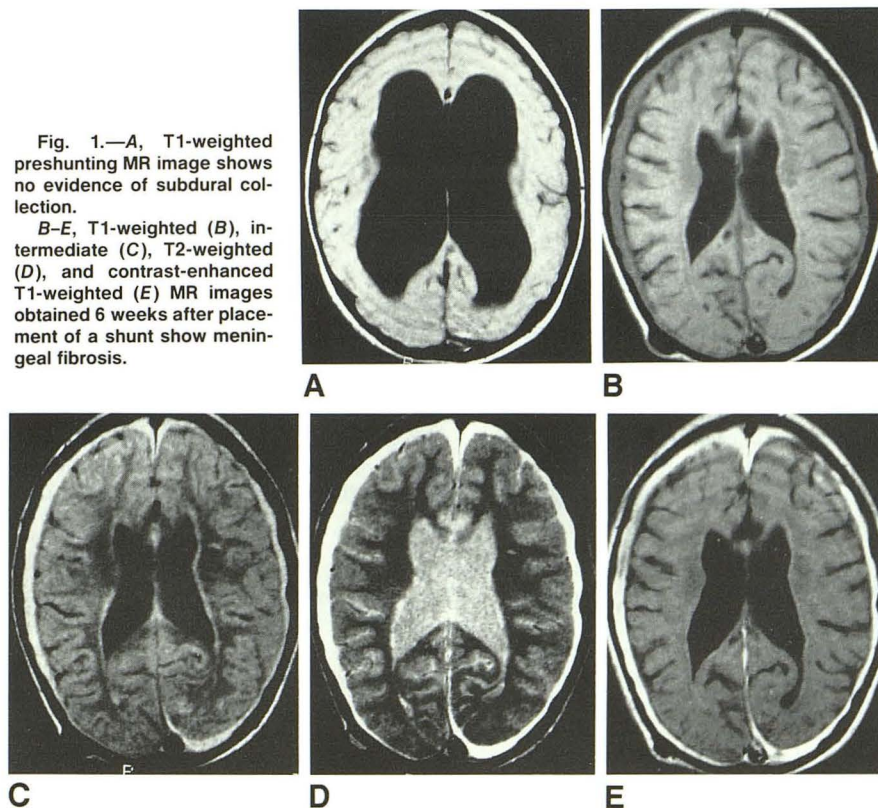 Fig. 1.—A, T1-weighted
preshunting MR image shows
no evidence of subdural col-
lection.
B–E, T1-weighted (B), in-
termediate (C), T2-weighted
(D), and contrast-enhanced
T1-weighted (E) MR images
obtained 6 weeks after place-
ment of a shunt show menin-
geal fibrosis.
A
B
C
D
E